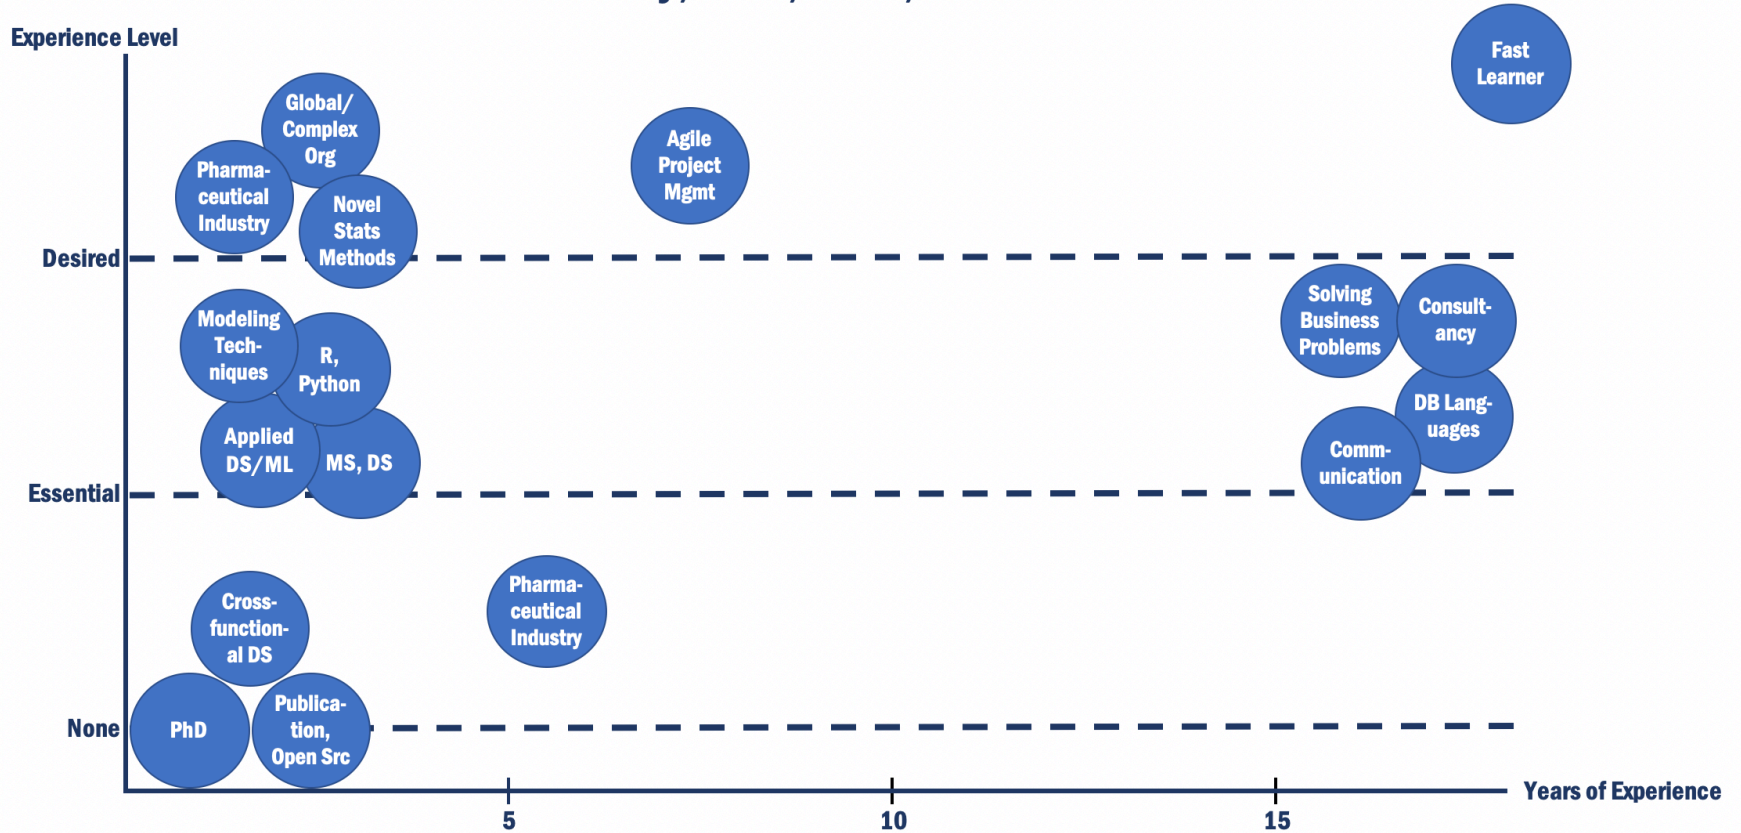 Experience Level
Fast
Learner
Global/
Complex
Org
Agile
Project
Mgmt
Pharma-
ceutical
Industry
Novel
Stats
Methods
Desired
Solving
Business
Problems
Consult-
ancy
Modeling
Tech-
niques
R,
Python
DB Lang-
uages
Applied
DS/ML
MS, DS
Comm-
unication
Essential
Cross-
function-
al DS
Pharma-
ceutical
Industry
None
PhD
Publica-
tion,
Open Src
Years of Experience
5
10
15